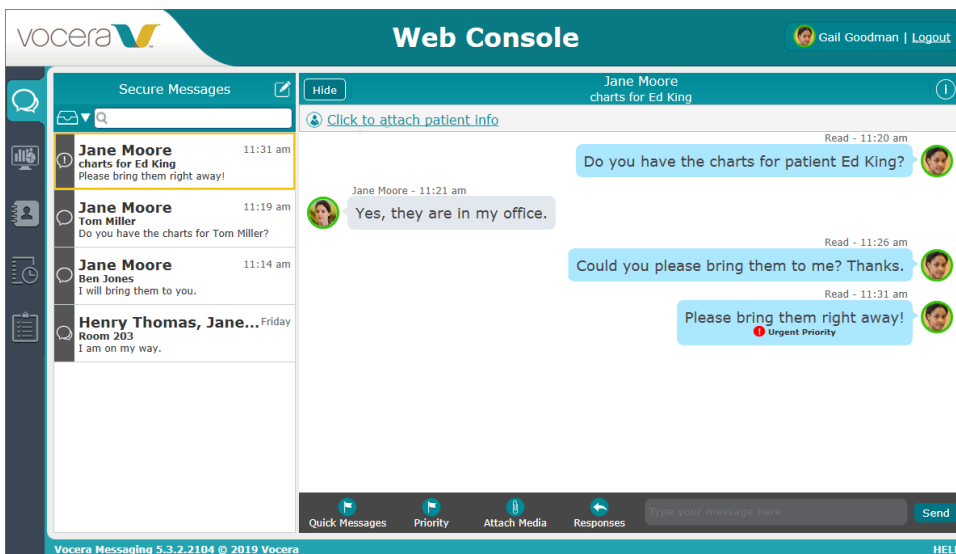 vocera
Web Console
Gail Goodman | Logout
Secure Messages
Hide
Jane Moore
charts for Ed King
Click to attach patient info
Jane Moore 11:31 am
charts for Ed King
Please bring them right away!
Jane Moore 11:19 am
Tom Miller
Do you have the charts for Tom Miller?
Jane Moore 11:14 am
Ben Jones
I will bring them to you.
Henry Thomas, Jane... Friday
Room 203
I am on my way.
Read - 11:20 am
Do you have the charts for patient Ed King?
Jane Moore - 11:21 am
Yes, they are in my office.
Read - 11:26 am
Could you please bring them to me? Thanks.
Read - 11:31 am
Please bring them right away!
Urgent Priority
Quick Messages Priority Attach Media Responses Type your message here Send
Vocera Messaging 5.3.2.2104 © 2019 Vocera